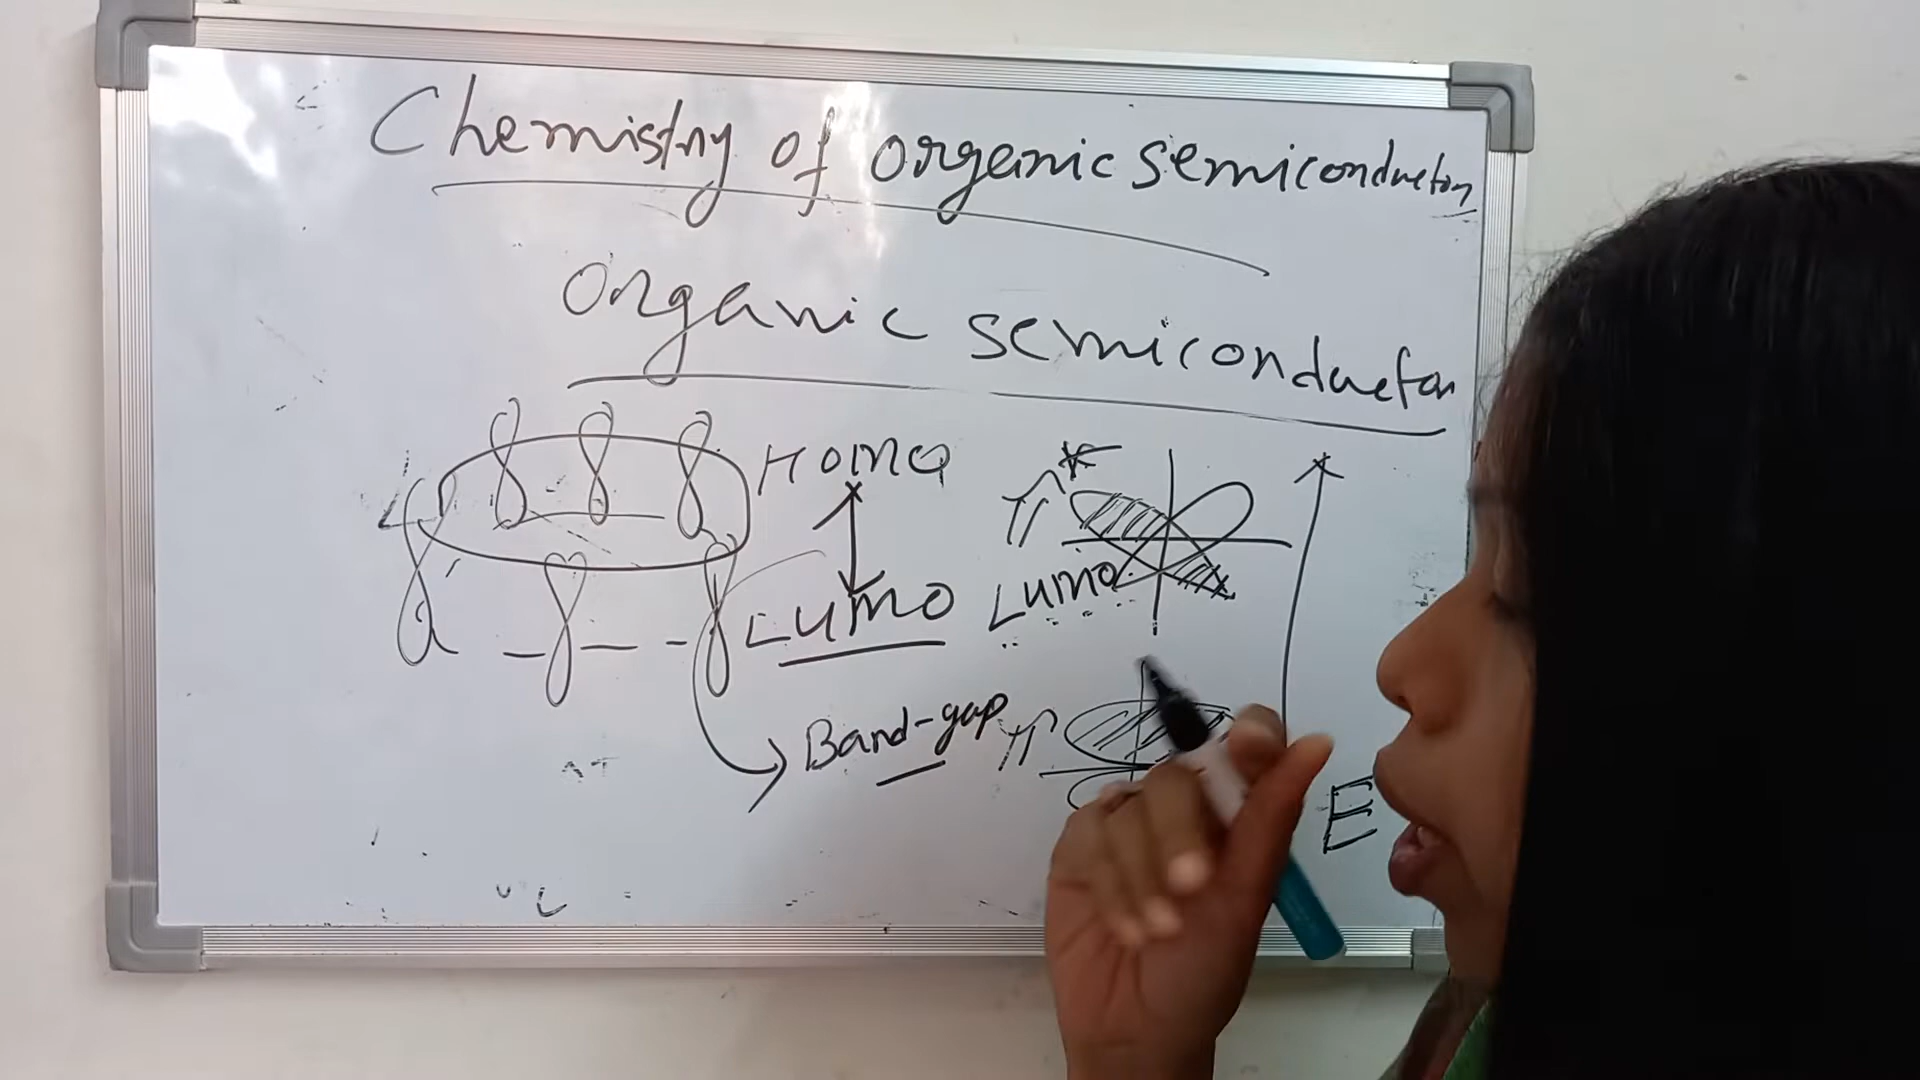 Chemistry of organic semiconductor
Organic semiconductor
HOMO
LUMO
Band-gap
π*
LUMO
π
E